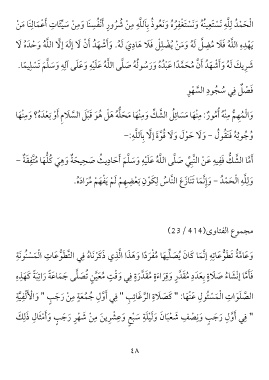 الْحَمْدُ لِلَّهِ نَسْتَعِينُهُ وَنَسْتَغْفِرُهُ وَنَعُوذُ بِاَللَّهِ مِنْ شُرُورِ أَنْفُسِنَا وَمِنْ سَيِّئَاتِ أَعْمَالِنَا مَنْ
يَهْدِهِ اللَّهُ فَلَا مُضِلَّ لَهُ وَمَنْ يُضْلِلْ فَلَا هَادِيَ لَهُ. وَأَشْهَدُ أَنْ لَا إلَهَ إلَّا اللَّهُ وَحْدَهُ لَا
شَرِيكَ لَهُ وَأَشْهَدُ أَنَّ مُحَمَّدًا عَبْدُهُ وَرَسُولُهُ صَلَّى اللَّهُ عَلَيْهِ وَعَلَى آلِهِ وَسَلَّمَ تَسْلِيمًا.
فَصْلٌ فِي سُجُودِ السَّهْوِ
وَالْمُهِمُّ مِنْهُ أُمُورٌ: مِنْهَا مَسَائِلُ الشَّكِّ وَمِنْهَا مَحَلُّهُ هَلْ هُوَ قَبْلَ السَّلَامِ أَوْ بَعْدَهُ؟ وَمِنْهَا
وُجُوبُهُ فَنَقُولُ - وَلَا حَوْلَ وَلَا قُوَّةَ إلَّا بِاَللَّهِ:-
أَمَّا الشَّكُّ فَفِيهِ عَنْ النَّبِيِّ صَلَّى اللَّهُ عَلَيْهِ وَسَلَّمَ أَحَادِيثُ صَحِيحَةٌ وَهِيَ كُلُّهَا مُتَّفِقَةٌ -
وَلِلَّهِ الْحَمْدُ - وَإِنَّمَا تَنَازَعَ النَّاسُ لِكَوْنِ بَعْضِهِمْ لَمْ يَفْهَمْ مُرَادَهُ.
مجموع الفتاوى(414 / 23)
وَعَامَّةُ تَطَوُّعَاتِهِ إنَّمَا كَانَ يُصَلِّيهَا مُفْرَدًا وَهَذَا الَّذِي ذَكَرْنَاهُ فِي التَّطَوُّعَاتِ الْمَسْنُونَةِ
فَأَمَّا إنْشَاءُ صَلَاةٍ بِعَدَدِ مُقَدَّرٍ وَقِرَاءَةٍ مُقَدَّرَةٍ فِي وَقْتٍ مُعَيَّنٍ تُصَلَّى جَمَاعَةً رَاتِبَةً كَهَذِهِ
الصَّلَوَاتِ الْمَسْئُولِ عَنْهَا: " كَصَلَاةِ الرَّغَائِبِ " فِي أَوَّلِ جُمُعَةٍ مِنْ رَجَبٍ " وَالْأَلْفِيَّةِ
" فِي أَوَّلِ رَجَبٍ وَنِصْفِ شَعْبَانَ وَلَيْلَةِ سَبْعٍ وَعِشْرِينَ مِنْ شَهْرِ رَجَبٍ وَأَمْثَالِ ذَلِكَ
٤٨